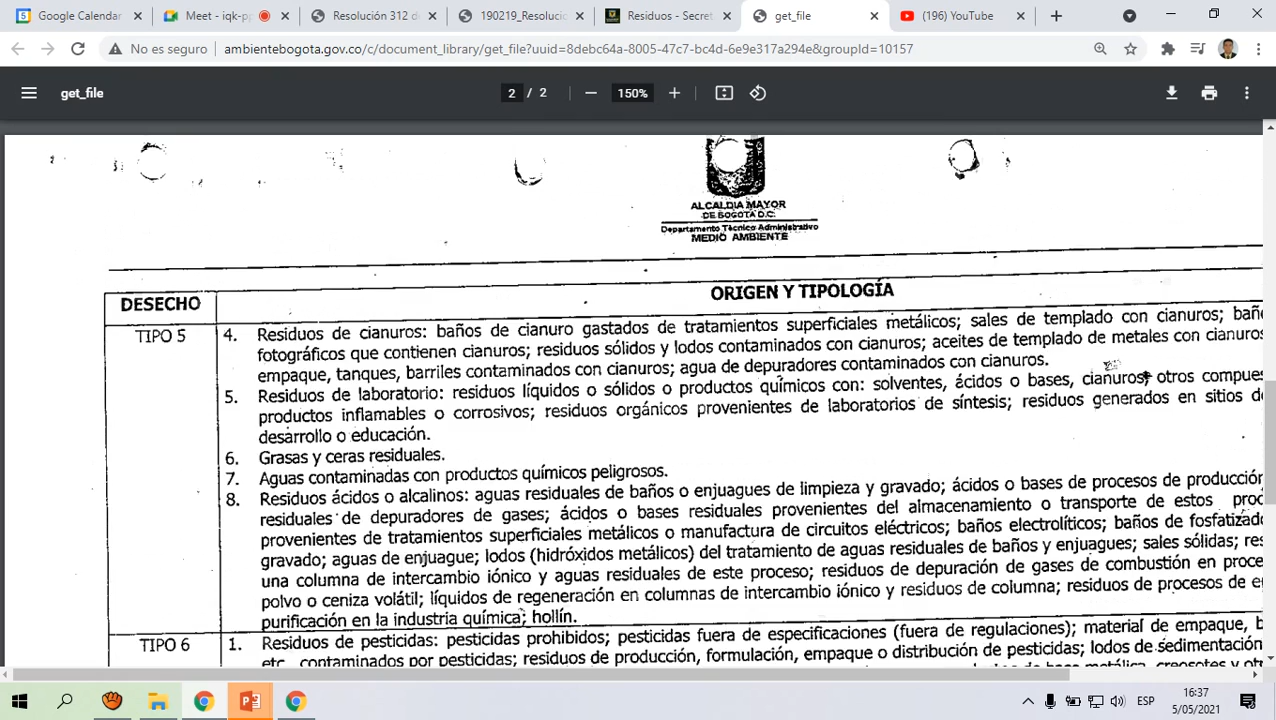 Google Calendar
Meet - iqk-pp
Resolución 312 d
190219_Resoluci
Residuos - Secret
get_file
(196) YouTube
No es seguro
ambientebogota.gov.co/c/document_library/get_file?uuid=8debc64a-8005-47c7-bc4d-6e9e317a294e&groupId=10157
get_file
2 / 2
150%
ALCALDIA MAYOR
DE BOGOTA D.C.
Departamento Técnico Administrativo
MEDIO AMBIENTE
DESECHO
ORIGEN Y TIPOLOGÍA
TIPO 5
4. Residuos de cianuros: baños de cianuro gastados de tratamientos superficiales metálicos; sales de templado con cianuros; bañ
fotográficos que contienen cianuros; residuos sólidos y lodos contaminados con cianuros; aceites de templado de metales con cianuros
empaque, tanques, barriles contaminados con cianuros; agua de depuradores contaminados con cianuros.
5. Residuos de laboratorio: residuos líquidos o sólidos o productos químicos con: solventes, ácidos o bases, cianuros, otros compues
productos inflamables o corrosivos; residuos orgánicos provenientes de laboratorios de síntesis; residuos generados en sitios d
desarrollo o educación.
6. Grasas y ceras residuales.
7. Aguas contaminadas con productos químicos peligrosos.
8. Residuos ácidos o alcalinos: aguas residuales de baños o enjuagues de limpieza y gravado; ácidos o bases de procesos de producción
residuales de depuradores de gases; ácidos o bases residuales provenientes del almacenamiento o transporte de estos prod
provenientes de tratamientos superficiales metálicos o manufactura de circuitos eléctricos; baños electrolíticos; baños de fosfatizado
gravado; aguas de enjuague; lodos (hidróxidos metálicos) del tratamiento de aguas residuales de baños y enjuagues; sales sólidas; res
una columna de intercambio iónico y aguas residuales de este proceso; residuos de depuración de gases de combustión en proce
polvo o ceniza volátil; líquidos de regeneración en columnas de intercambio iónico y residuos de columna; residuos de procesos de e
purificación en la industria química; hollín.
TIPO 6
1. Residuos de pesticidas: pesticidas prohibidos; pesticidas fuera de especificaciones (fuera de regulaciones); material de empaque, b
etc. contaminados por pesticidas; residuos de producción, formulación, empaque o distribución de pesticidas; lodos de sedimentación
metálica, creosotes y otr
ESP
16:37
5/05/2021